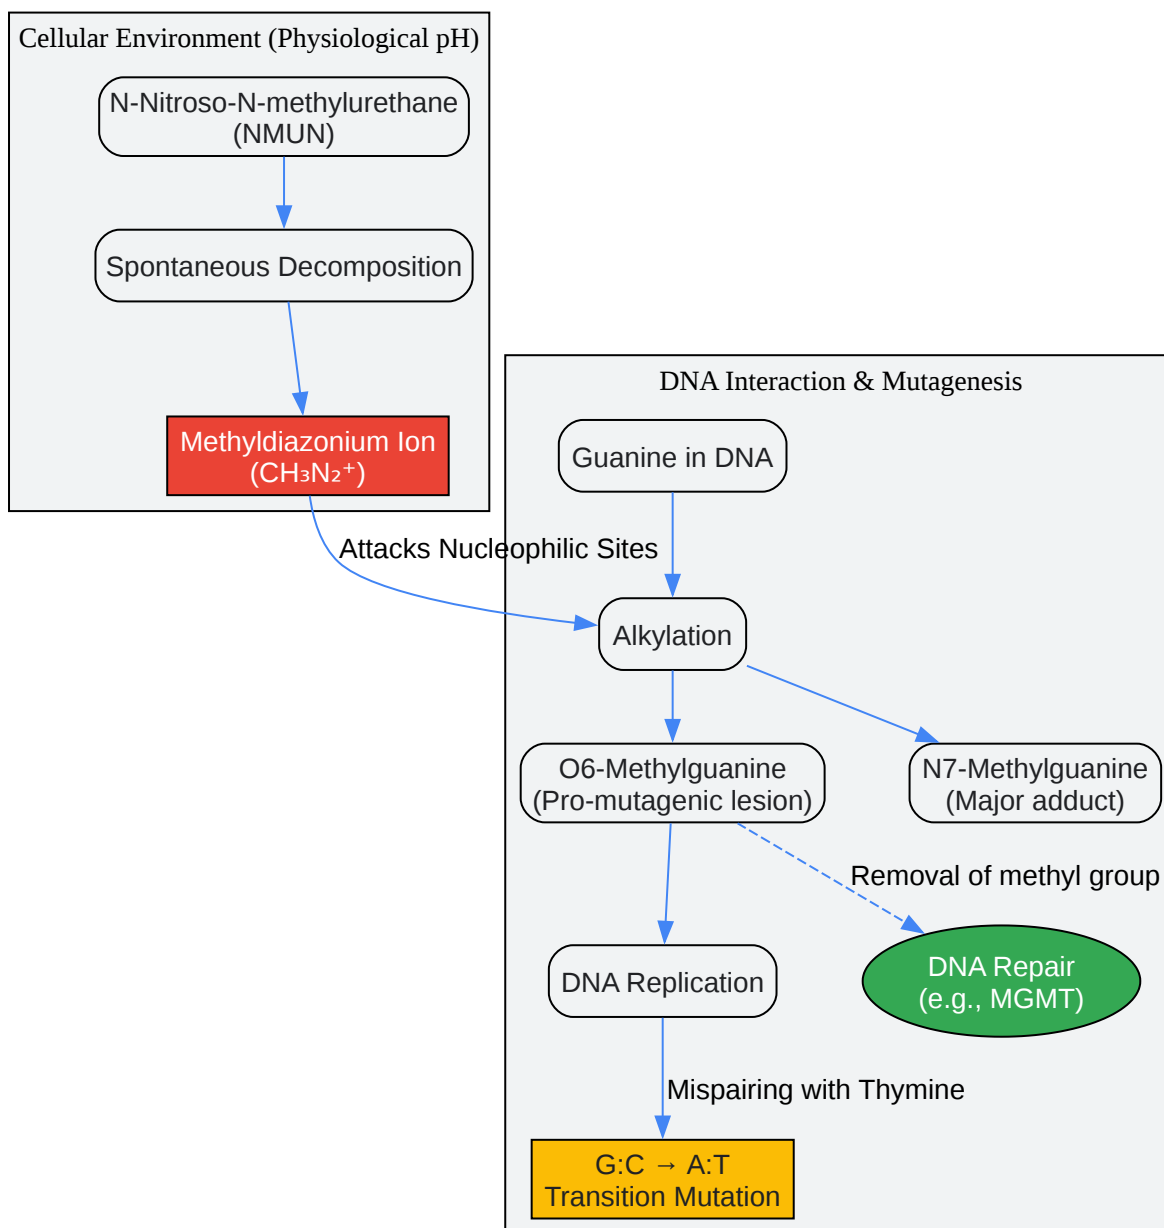 Cellular Environment (Physiological pH)
N-Nitroso-N-methylurethane
(NMUN)
Spontaneous Decomposition
Methyldiazonium Ion
(CH₃N₂⁺)
DNA Interaction & Mutagenesis
Guanine in DNA
Attacks Nucleophilic Sites
Alkylation
O6-Methylguanine
(Pro-mutagenic lesion)
N7-Methylguanine
(Major adduct)
Removal of methyl group
DNA Replication
DNA Repair
(e.g., MGMT)
Mispairing with Thymine
G:C → A:T
Transition Mutation